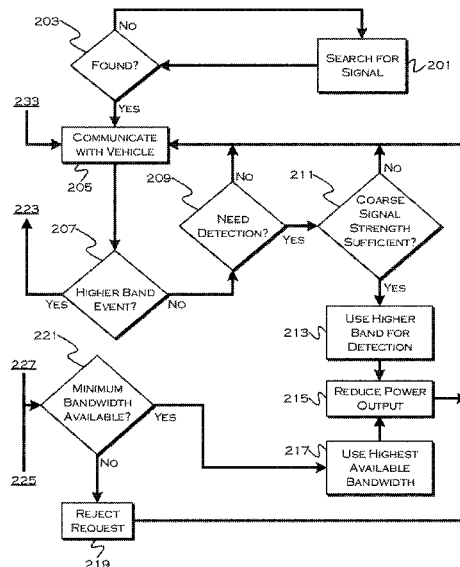 203
NO
FOUND?
SEARCH FOR
SIGNAL
201
YES
233
COMMUNICATE
WITH VEHICLE
205
209
NO
211
NO
223
207
NEED
DETECTION?
YES
COARSE
SIGNAL
STRENGTH
SUFFICIENT?
YES
HIGHER BAND
EVENT?
NO
YES
213
USE HIGHER
BAND FOR
DETECTION
221
227
MINIMUM
BANDWIDTH
AVAILABLE?
YES
215
REDUCE POWER
OUTPUT
225
217
USE HIGHEST
AVAILABLE
BANDWIDTH
NO
REJECT
REQUEST
219